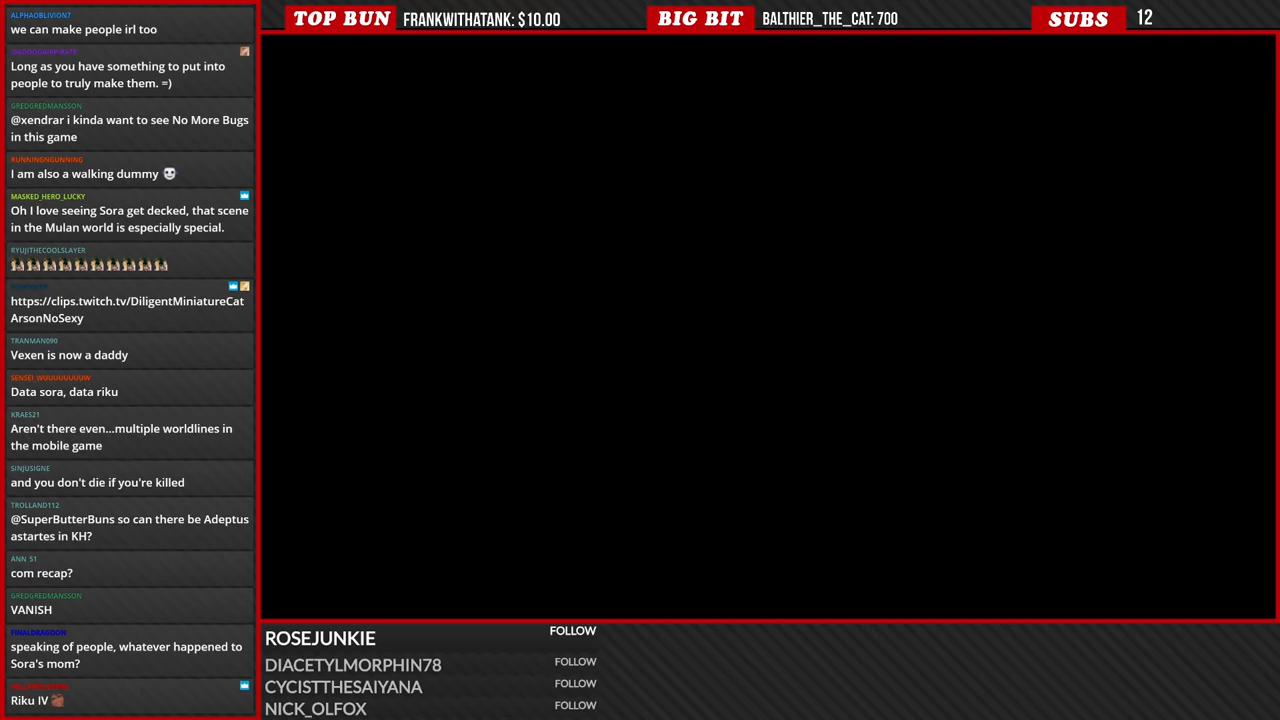 ALPHAOBLIVION7
we can make people irl too
Long as you have something to put into
people to truly make them. =)
GREDGREDMANSSON
@xendrar i kinda want to see No More Bugs
in this game
RUNNINGNGUNNING
I am also a walking dummy
MASKED_HERO_LUCKY
Oh I love seeing Sora get decked, that scene
in the Mulan world is especially special.
RYUJITHECOOLSLAYER
https://clips.twitch.tv/DiligentMiniatureCat
ArsonNoSexy
TRANMAN090
Vexen is now a daddy
SENSEI_WUUUUUUUUW
Data sora, data riku
KRAES21
Aren't there even...multiple worldlines in
the mobile game
SINJUSIGNE
and you don't die if you're killed
TROLLAND112
@SuperButterBuns so can there be Adeptus
astartes in KH?
ANN_51
com recap?
GREDGREDMANSSON
VANISH
FINALDRAGOON
speaking of people, whatever happened to
Sora's mom?
Riku IV
TOP BUN FRANKWITHATANK: $10.00 BIG BIT BALTHIER_THE_CAT: 700 SUBS 12
ROSEJUNKIE FOLLOW
DIACETYLMORPHIN78 FOLLOW
CYCISTTHESAIYANA FOLLOW
NICK_OLFOX FOLLOW